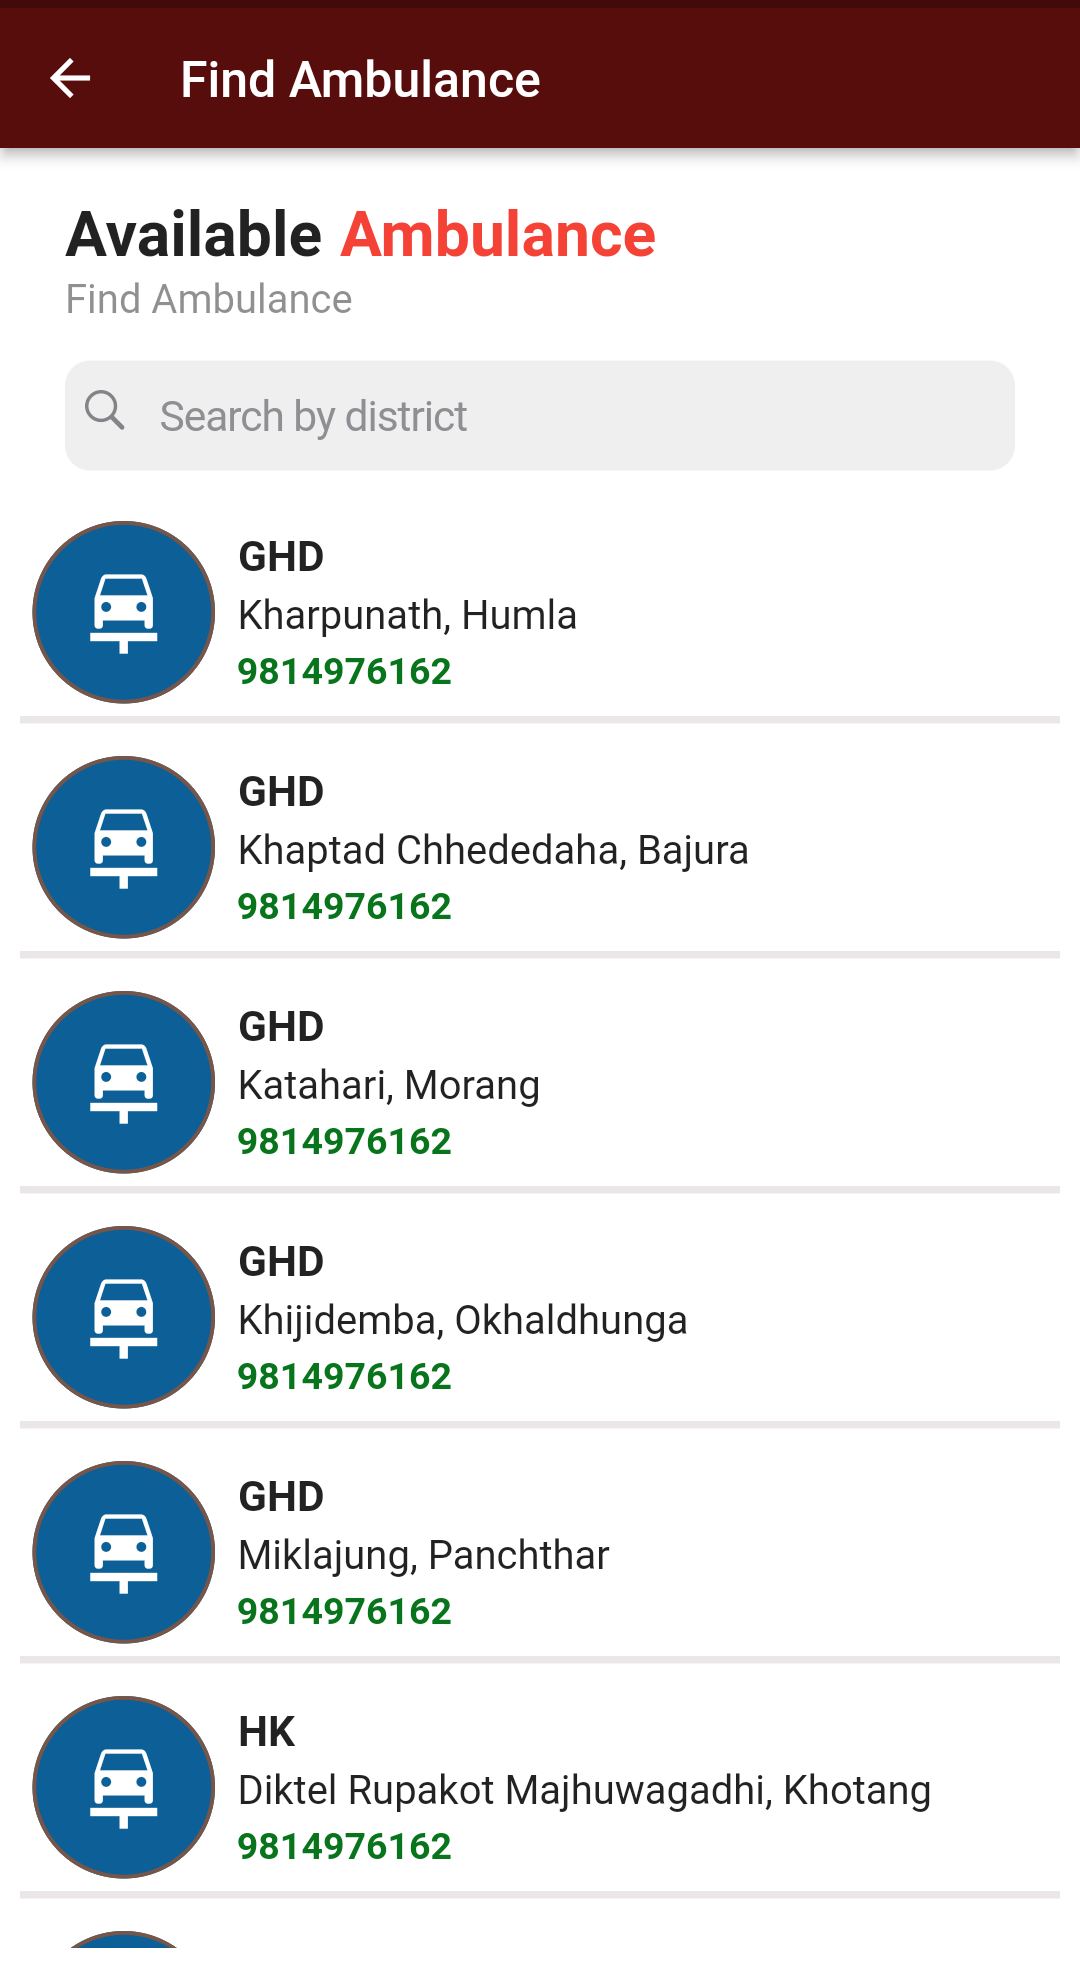 Find Ambulance
Available Ambulance
Find Ambulance
Search by district
GHD
Kharpunath, Humla
9814976162
GHD
Khaptad Chhededaha, Bajura
9814976162
GHD
Katahari, Morang
9814976162
GHD
Khijidemba, Okhaldhunga
9814976162
GHD
Miklajung, Panchthar
9814976162
HK
Diktel Rupakot Majhuwagadhi, Khotang
9814976162